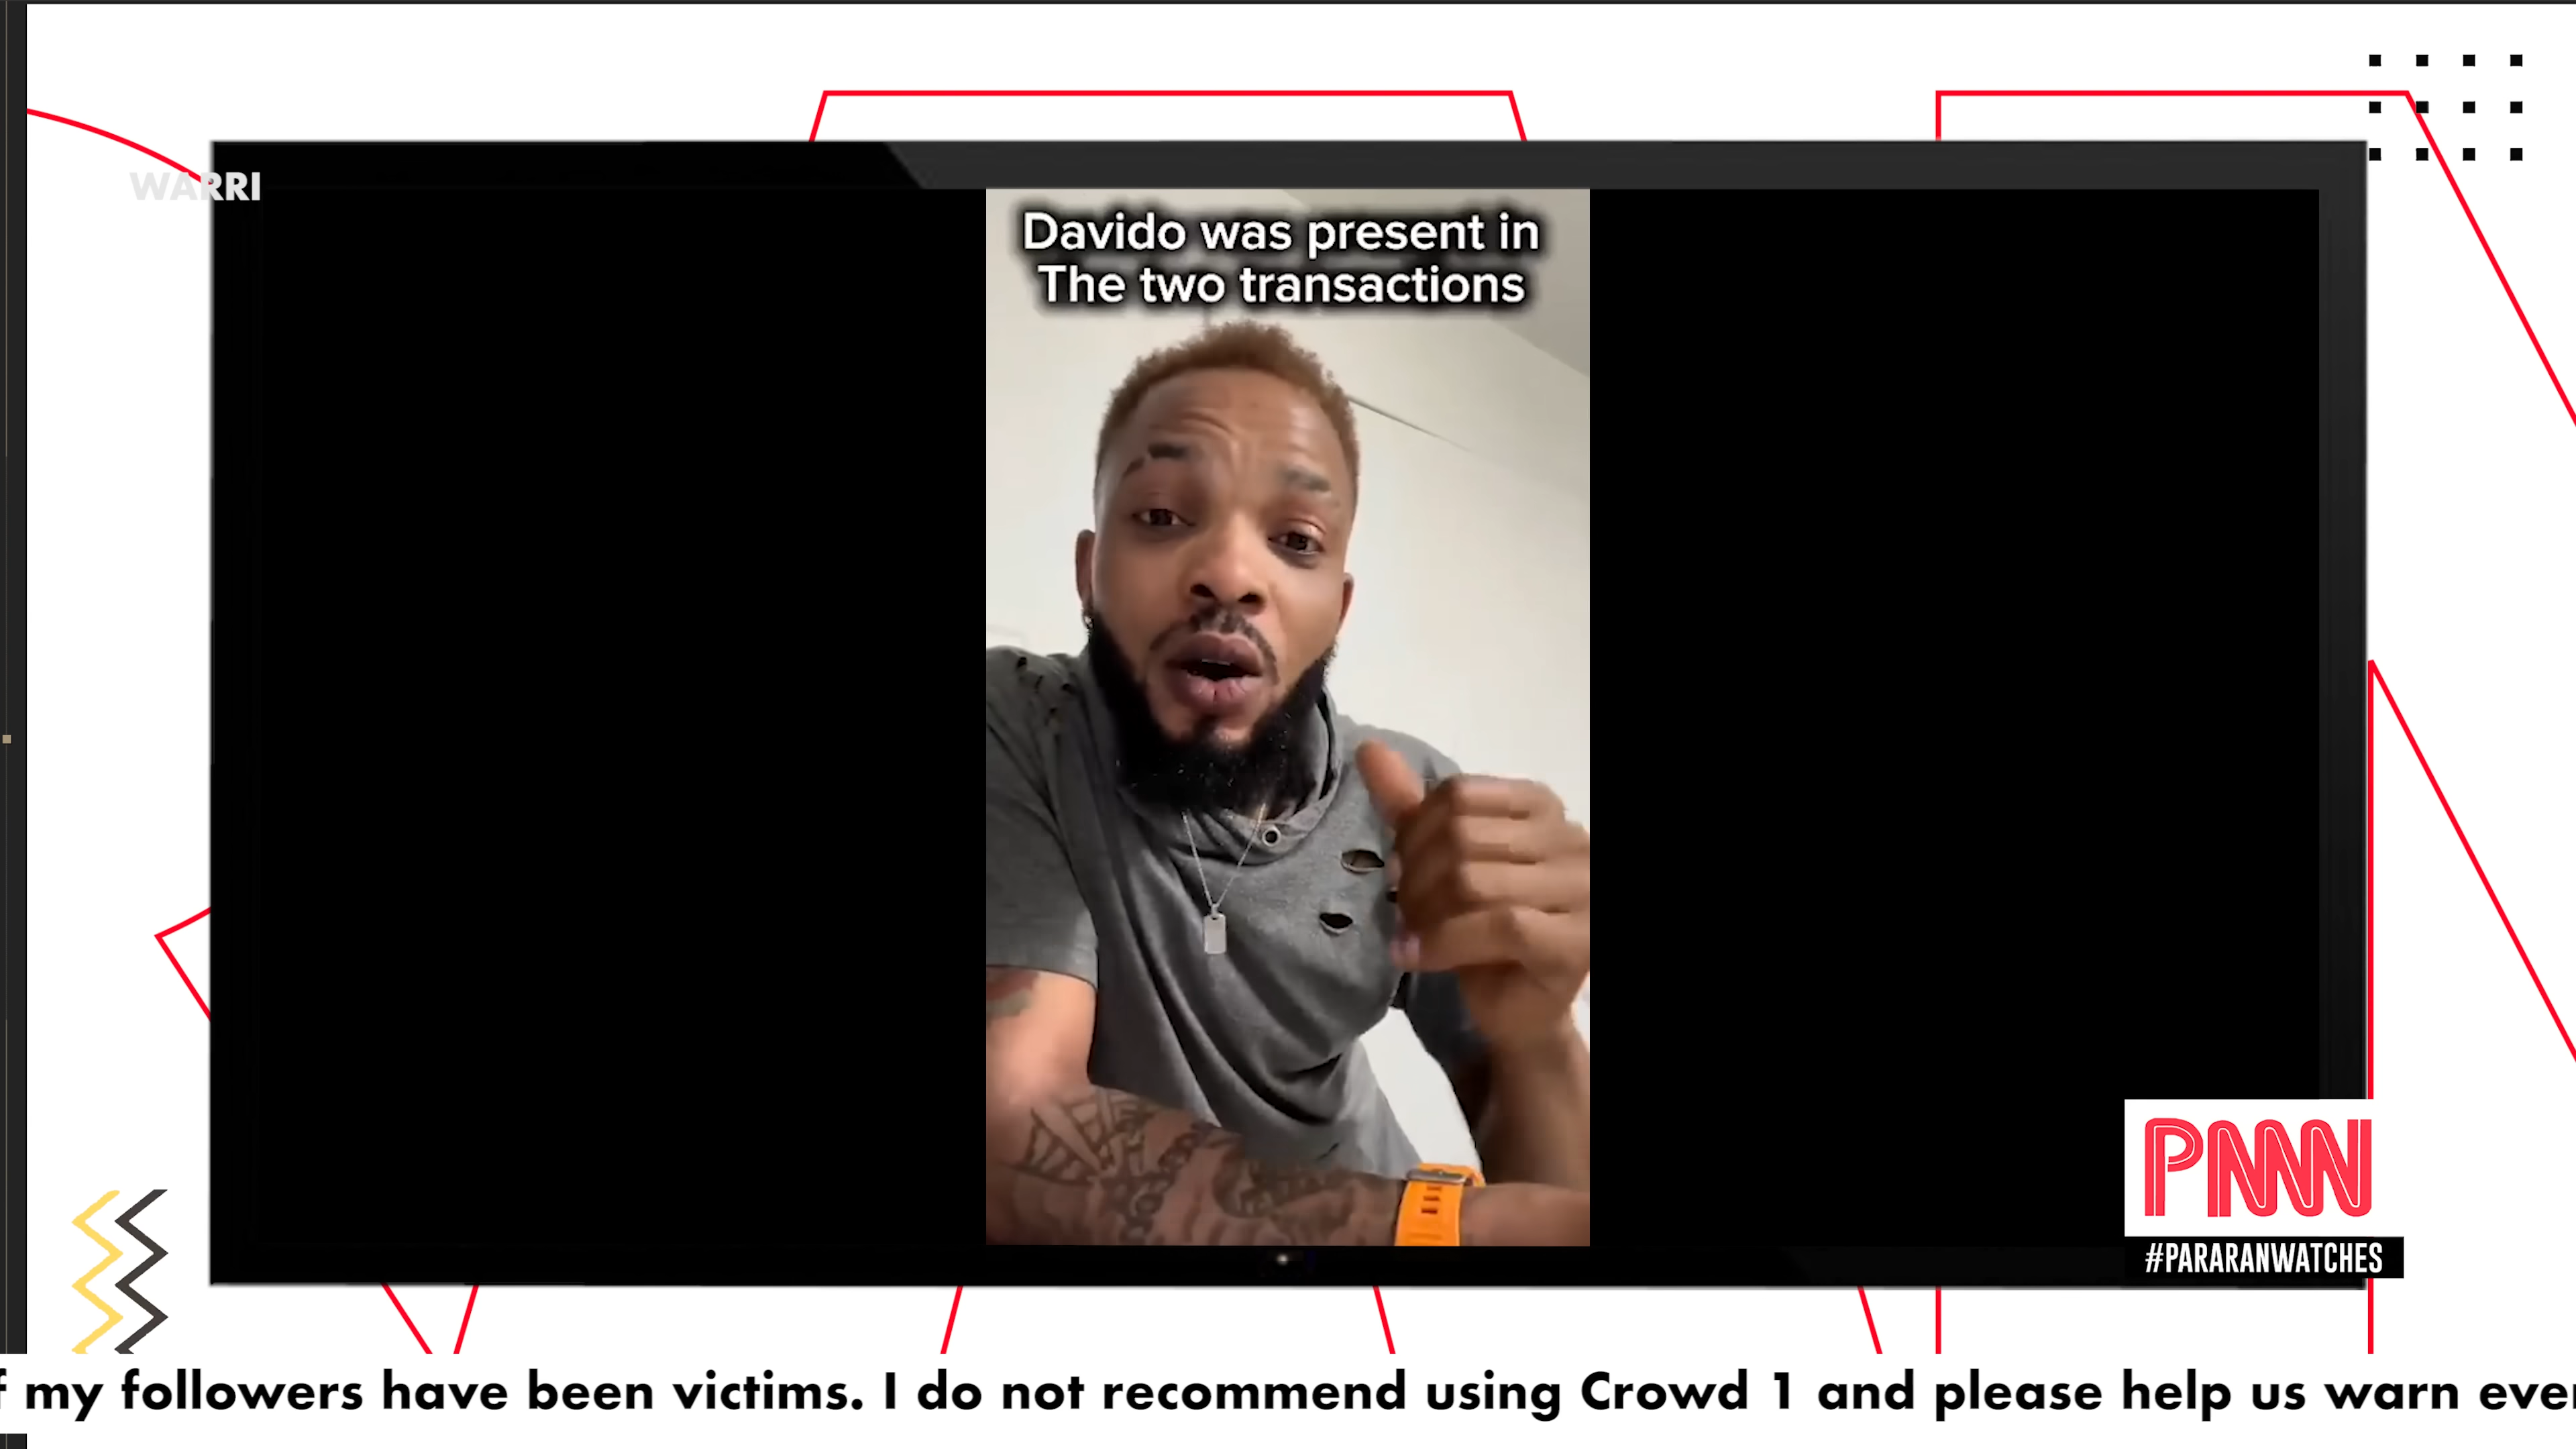 WARRI
Davido was present in
The two transactions
PNN
#PARARANWATCHES
my followers have been victims. I do not recommend using Crowd 1 and please help us warn